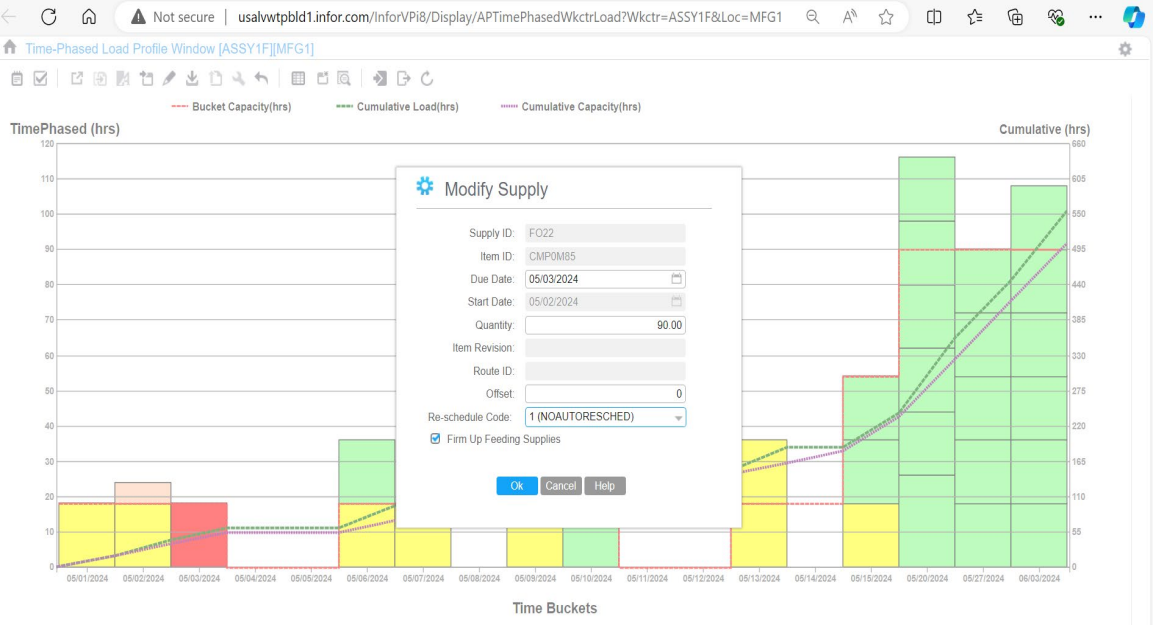 Not secure | usalvwtpbld1.infor.com/InforVPi8/Display/APTimePhasedWkctrLoad?Wkctr=ASSY1F&Loc=MFG1
Time-Phased Load Profile Window [ASSY1F][MFG1]
Bucket Capacity(hrs) Cumulative Load(hrs) Cumulative Capacity(hrs)
TimePhased (hrs) Cumulative (hrs)
120 660
110 605
100 550
90 495
80 440
70 385
60 330
50 275
40 220
30 165
20 110
10 55
0 0
Modify Supply
Supply ID: FO22
Item ID: CMP0M85
Due Date: 05/03/2024
Start Date: 05/02/2024
Quantity: 90.00
Item Revision:
Route ID:
Offset: 0
Re-schedule Code: 1 (NOAUTORESCHED)
Firm Up Feeding Supplies
Ok Cancel Help
05/01/2024 05/02/2024 05/03/2024 05/04/2024 05/05/2024 05/06/2024 05/07/2024 05/08/2024 05/09/2024 05/10/2024 05/11/2024 05/12/2024 05/13/2024 05/14/2024 05/15/2024 05/20/2024 05/27/2024 06/03/2024
Time Buckets